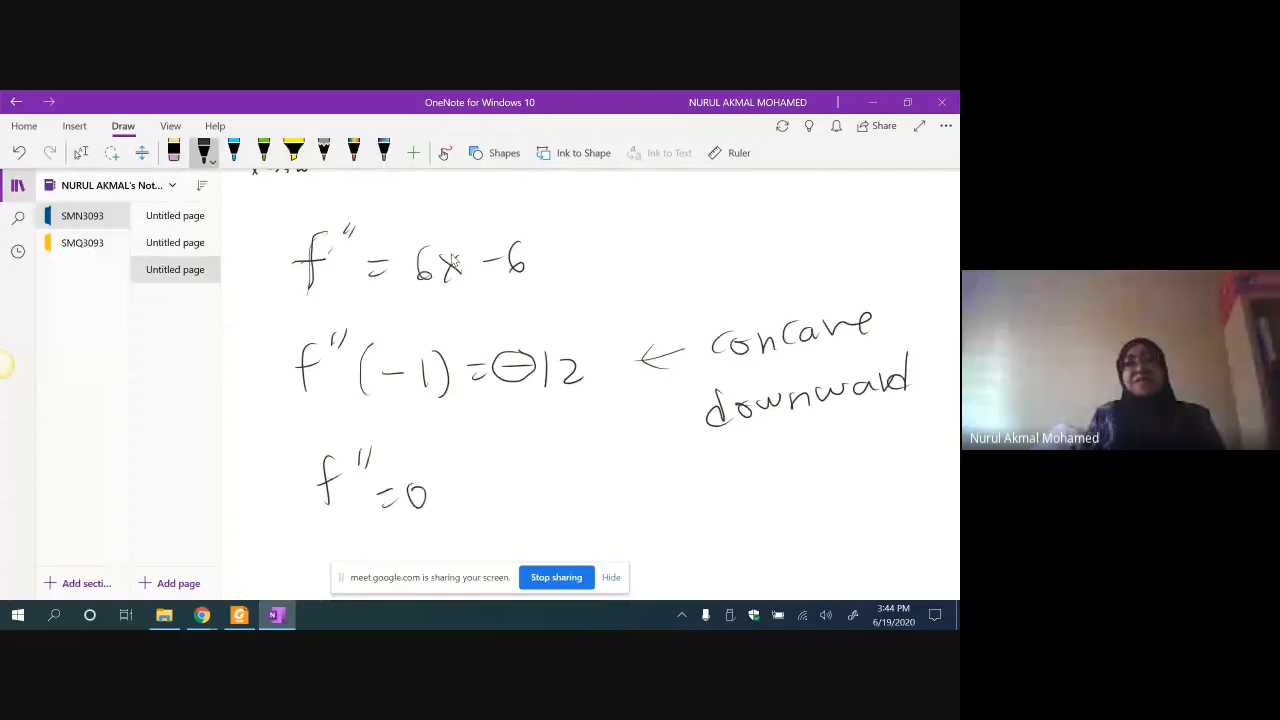 OneNote for Windows 10
NURUL AKMAL MOHAMED
Home Insert Draw View Help
Share
Shapes Ink to Shape Ink to Text Ruler
NURUL AKMAL's Not...
SMN3093
SMQ3093
Untitled page
Untitled page
Untitled page
f'' = 6x - 6
f''(-1) = -12 ← concave
downward
f'' = 0
Nurul Akmal Mohamed
meet.google.com is sharing your screen. Stop sharing Hide
+ Add secti... + Add page
3:44 PM
6/19/2020